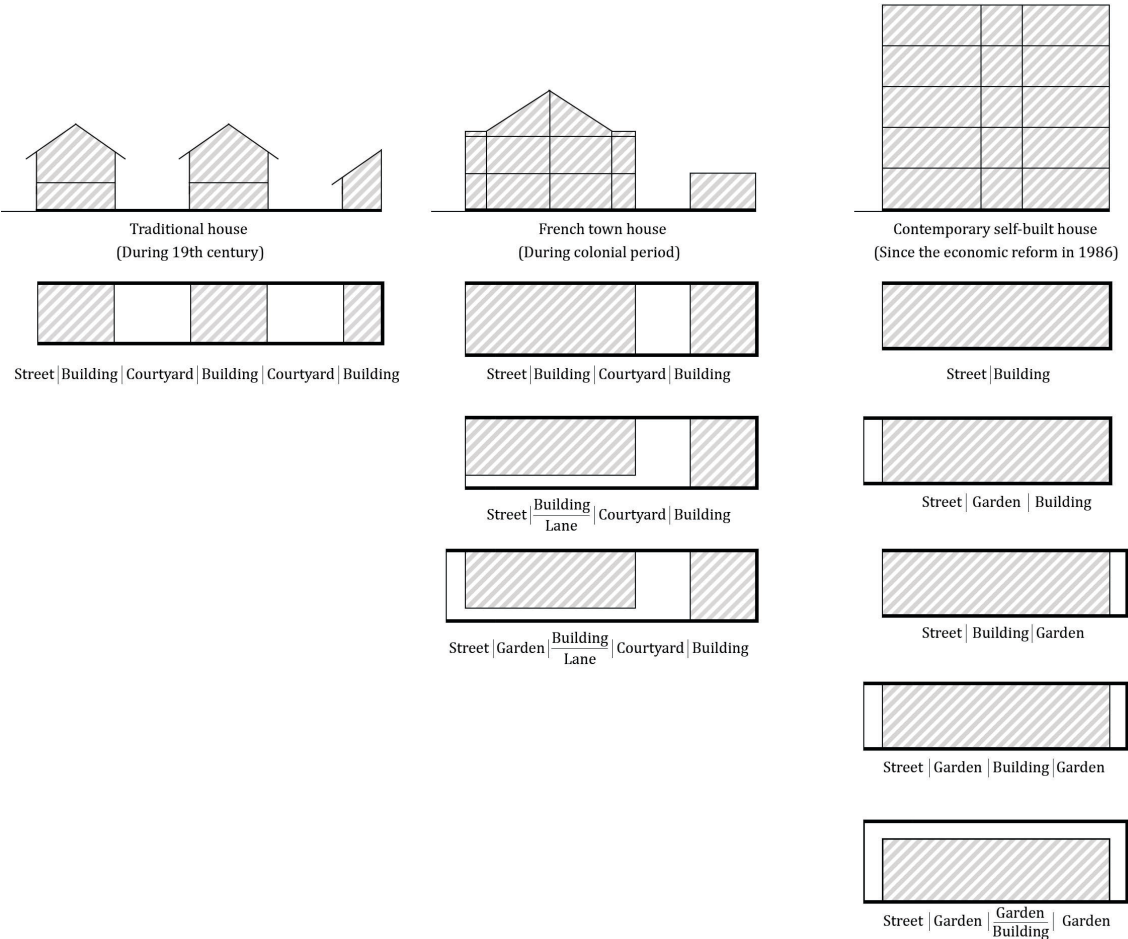 Traditional house
(During 19th century)
French town house
(During colonial period)
Contemporary self-built house
(Since the economic reform in 1986)
Street|Building|Courtyard|Building|Courtyard|Building
Street|Building|Courtyard|Building
Street|Building
Street|Building
Lane|Courtyard|Building
Street|Garden|Building
Street|Building|Garden
Street|Garden|Building
Lane|Courtyard|Building
Street|Garden|Building|Garden
Street|Garden|Garden
Building|Garden